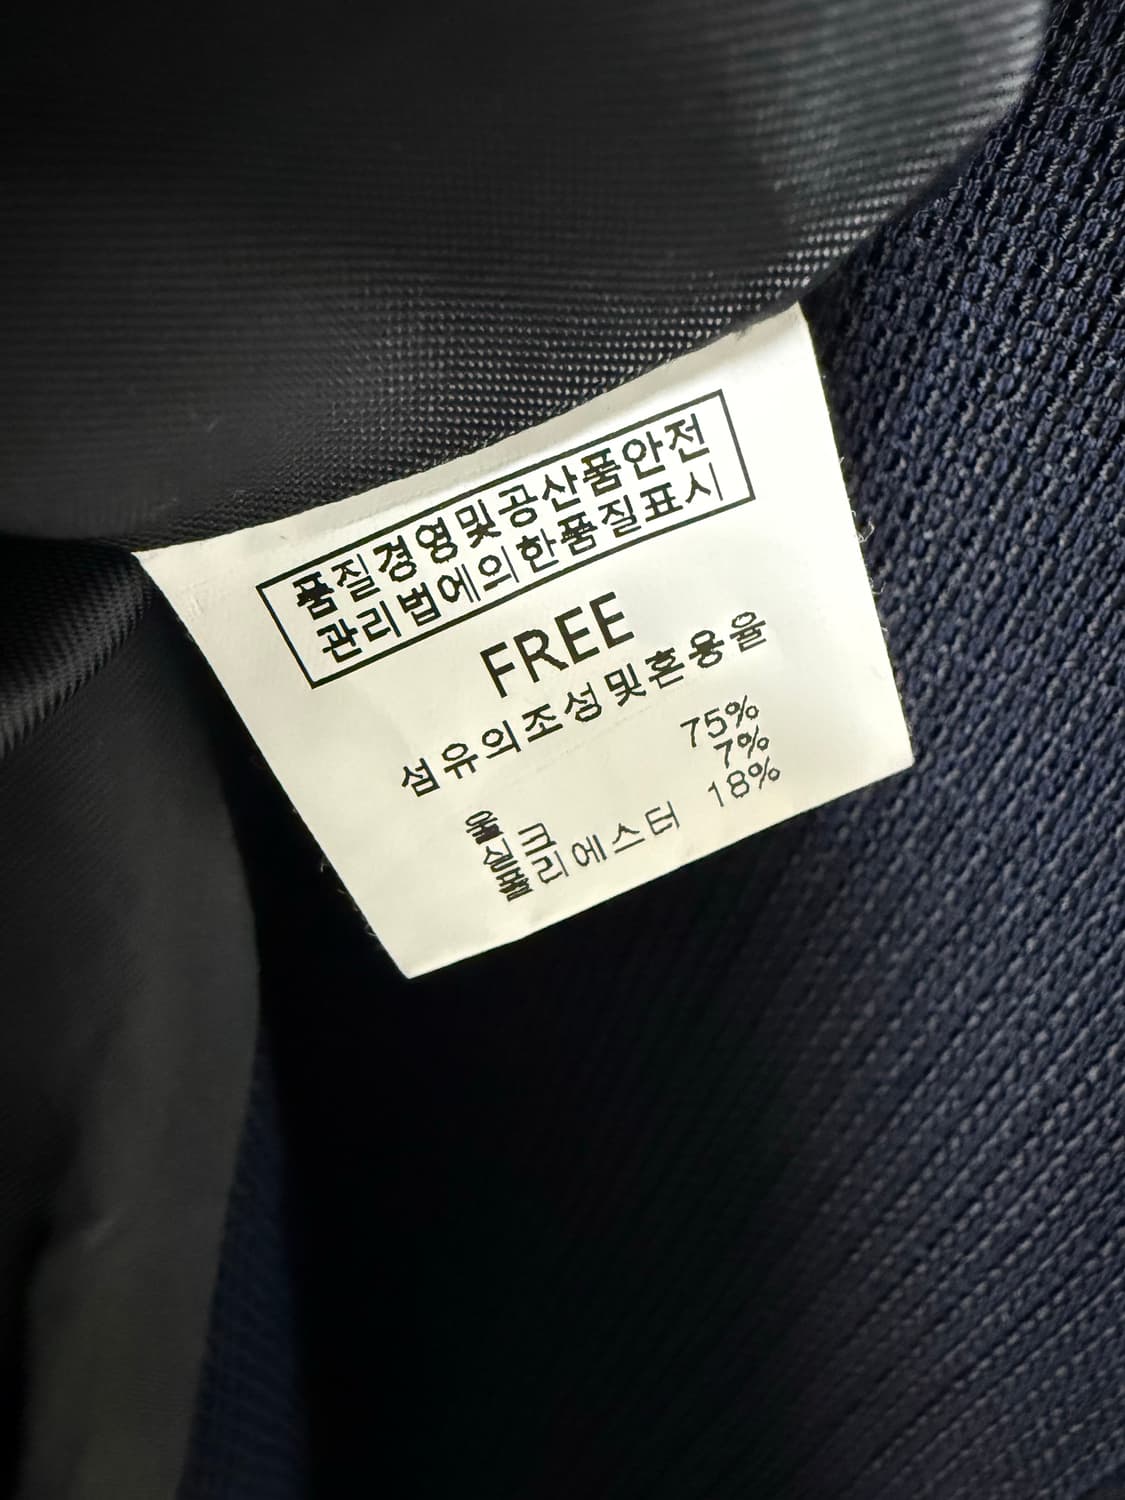 품질경영및공산품안전
관리법에의한품질표시
FREE
섬유의조성및혼용율
울 75%
실크 7%
폴리에스터 18%